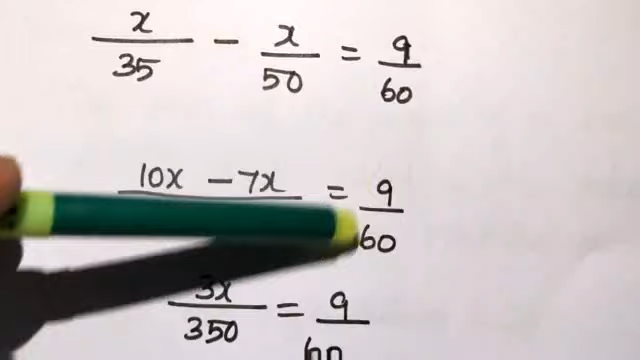 x/35 - x/50 = 9/60
10x - 7x = 9/60
3x/350 = 9/60